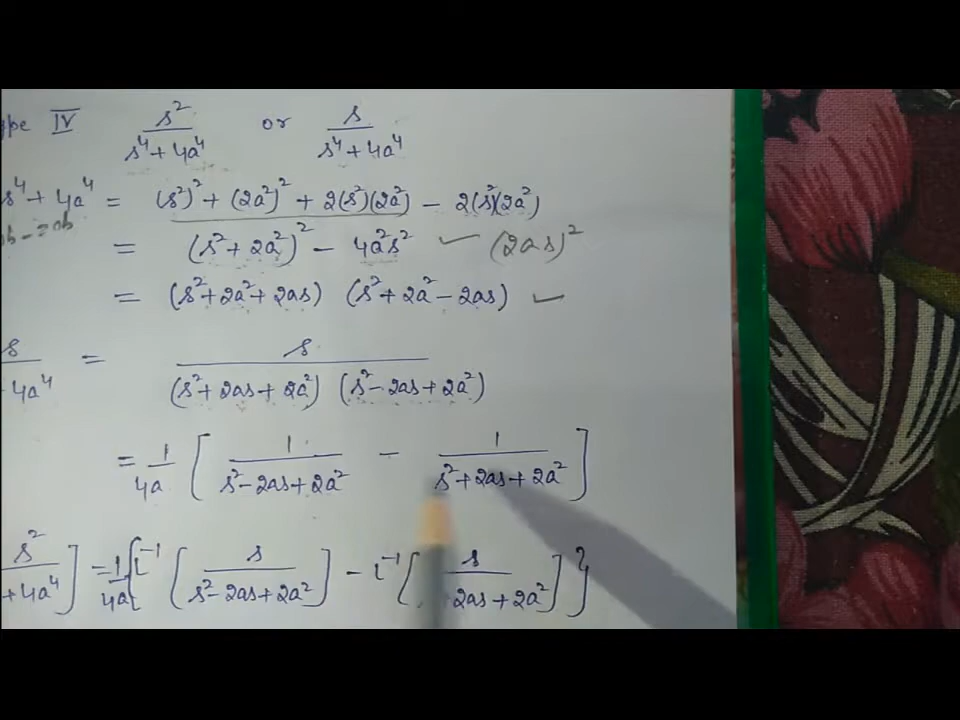 ype IV s²/(s⁴+4a⁴) or s/(s⁴+4a⁴)
s⁴+4a⁴ = (s²)² + (2a²)² + 2(s²)(2a²) - 2(s²)(2a²)
= (s²+2a²)² - 4a²s² ✓ (2as)²
= (s²+2a²+2as) (s²+2a²-2as) ✓
s/(+4a⁴) = s/((s²+2as+2a²) (s²-2as+2a²))
= 1/4a [ 1/(s²-2as+2a²) - 1/(s²+2as+2a²) ]
s²/(+4a⁴) ] = 1/4a { L⁻¹ ( s/(s²-2as+2a²) ] - L⁻¹ ( s/(+2as+2a²) ] }